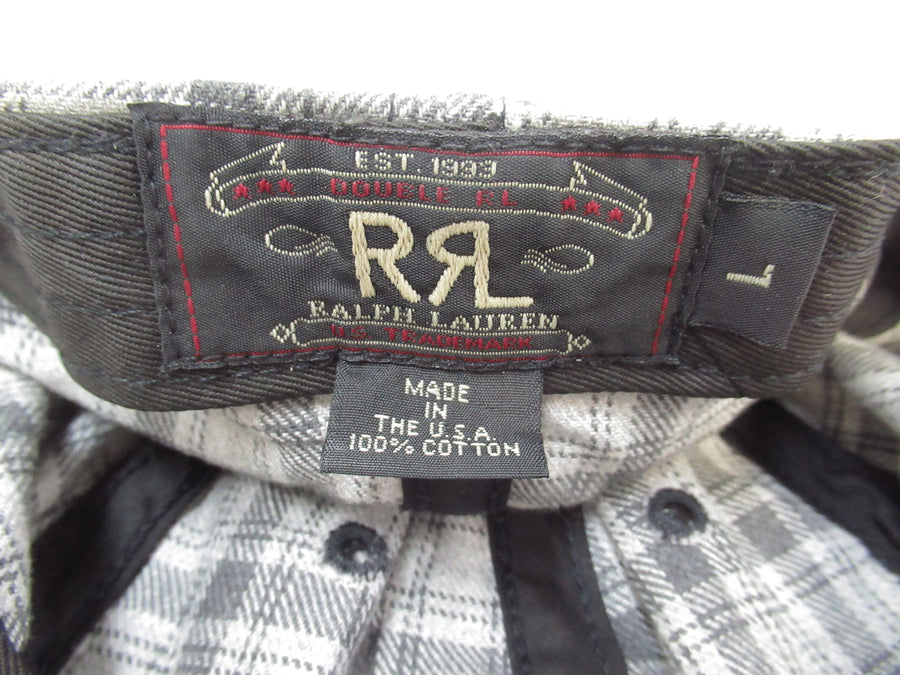 EST. 1993
DOUBLE RL
RRL
RALPH LAUREN
U.S. TRADEMARK
L
MADE
IN
THE U.S.A.
100% COTTON